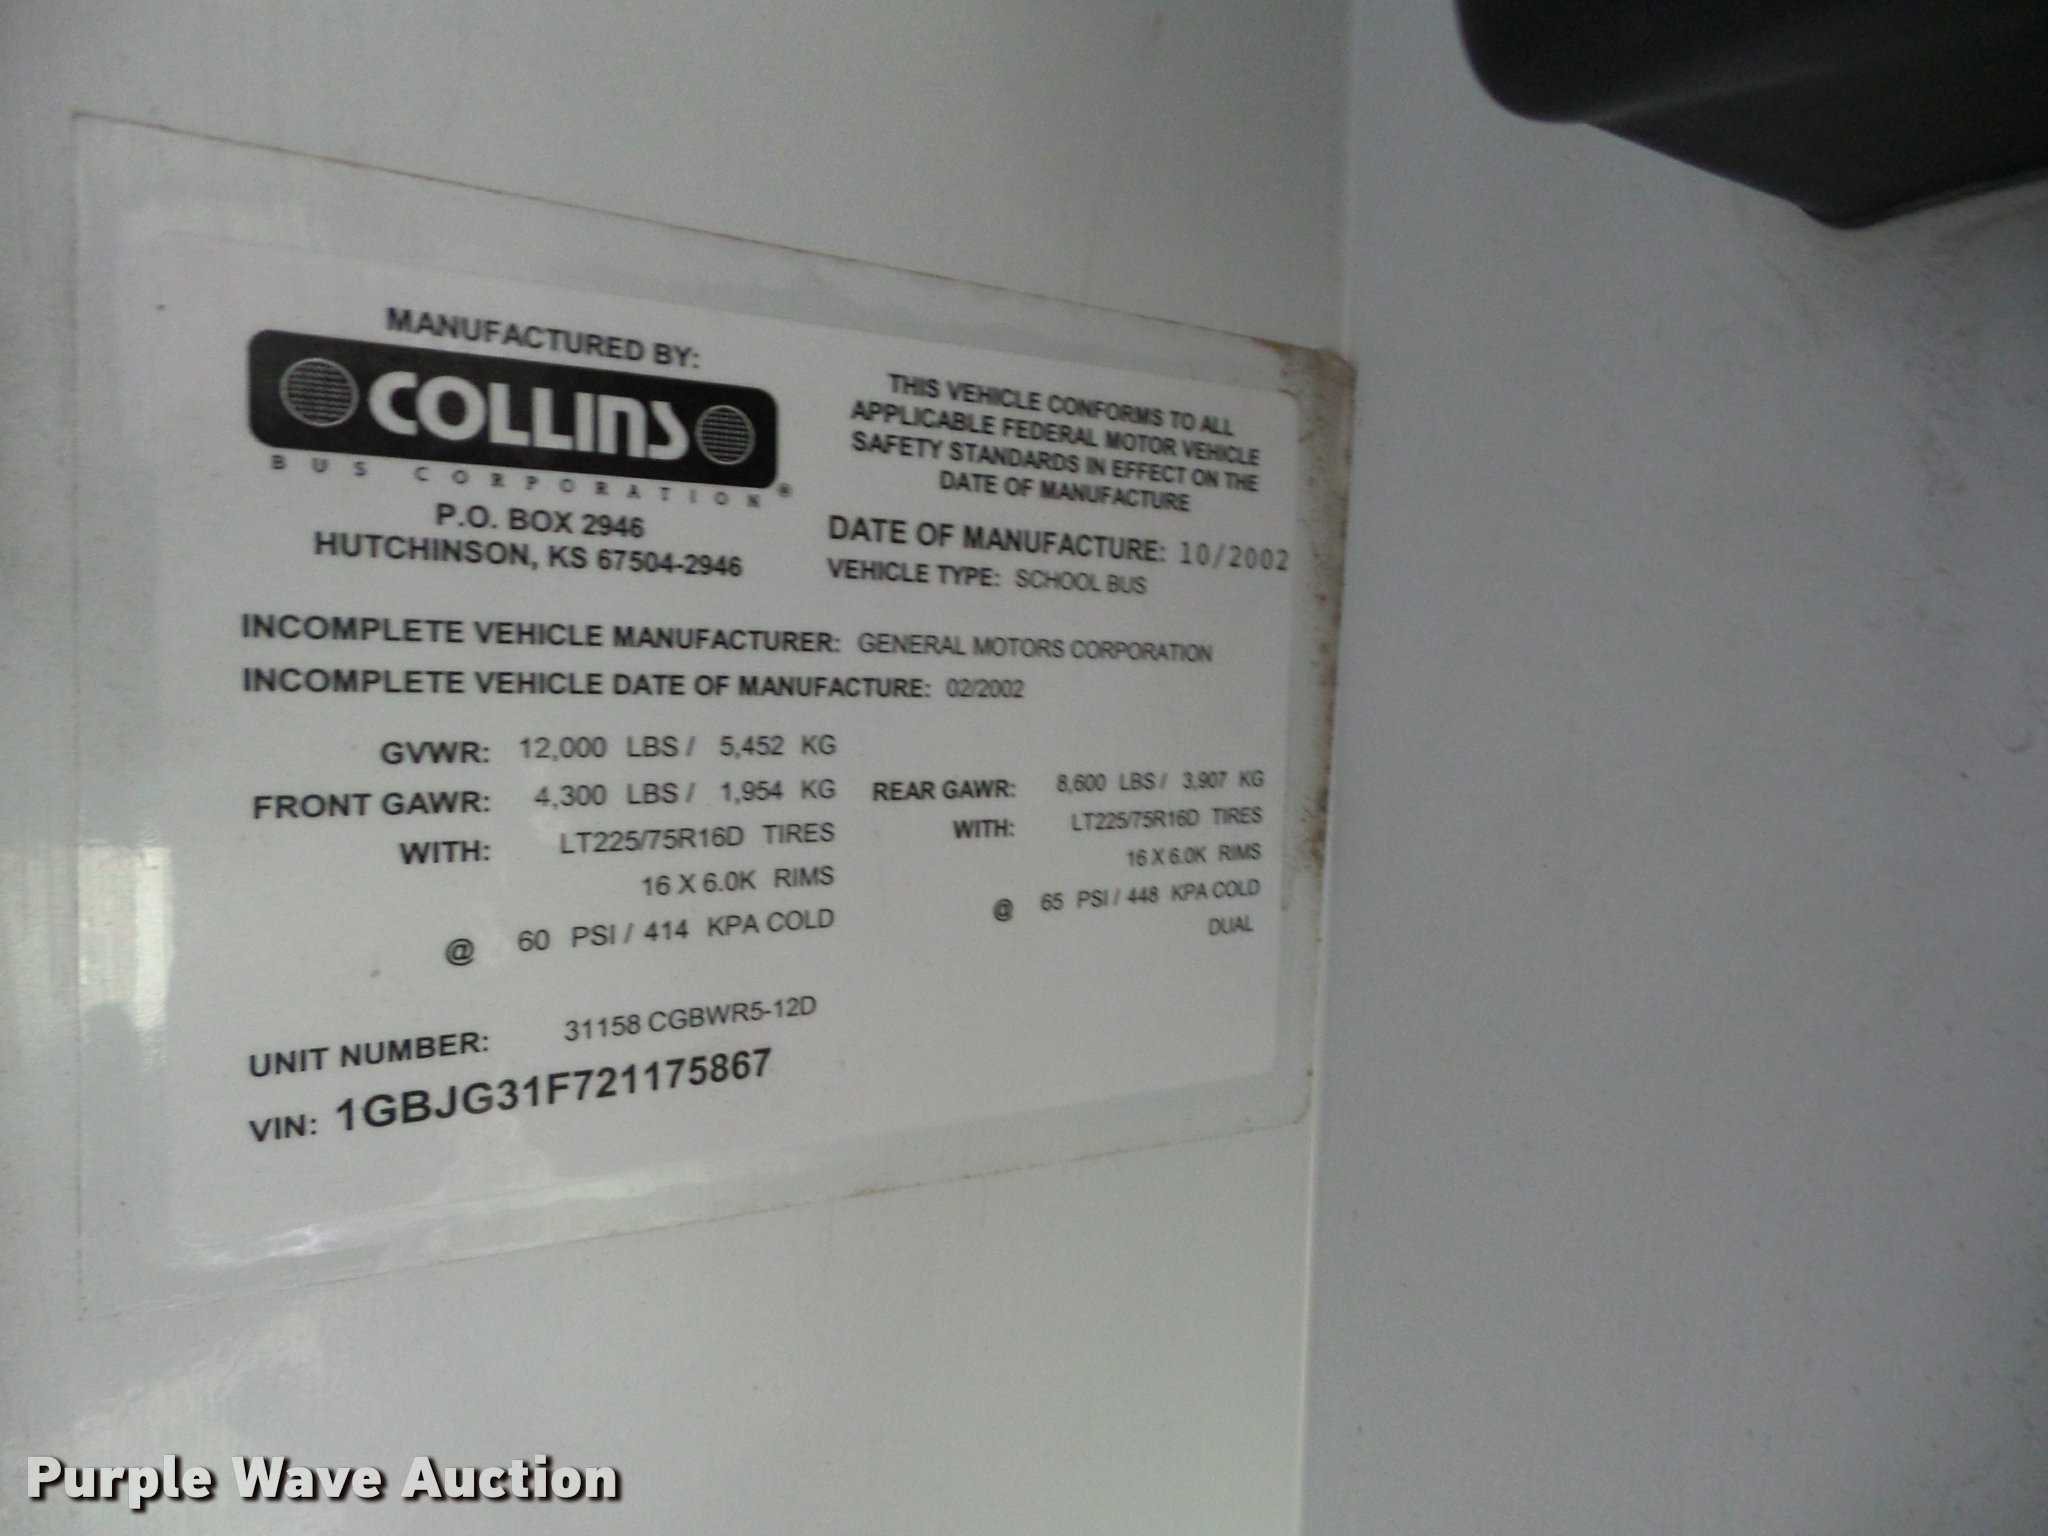 MANUFACTURED BY:
COLLINS
BUS CORPORATION®
P.O. BOX 2946
HUTCHINSON, KS 67504-2946
THIS VEHICLE CONFORMS TO ALL
APPLICABLE FEDERAL MOTOR VEHICLE
SAFETY STANDARDS IN EFFECT ON THE
DATE OF MANUFACTURE
DATE OF MANUFACTURE: 10/2002
VEHICLE TYPE: SCHOOL BUS
INCOMPLETE VEHICLE MANUFACTURER: GENERAL MOTORS CORPORATION
INCOMPLETE VEHICLE DATE OF MANUFACTURE: 02/2002
GVWR: 12,000 LBS / 5,452 KG
FRONT GAWR: 4,300 LBS / 1,954 KG
WITH: LT225/75R16D TIRES
16 X 6.0K RIMS
@ 60 PSI / 414 KPA COLD
REAR GAWR: 8,600 LBS / 3,907 KG
WITH: LT225/75R16D TIRES
16 X 6.0K RIMS
@ 65 PSI / 448 KPA COLD
DUAL
UNIT NUMBER: 31158 CGBWR5-12D
VIN: 1GBJG31F721175867
Purple Wave Auction